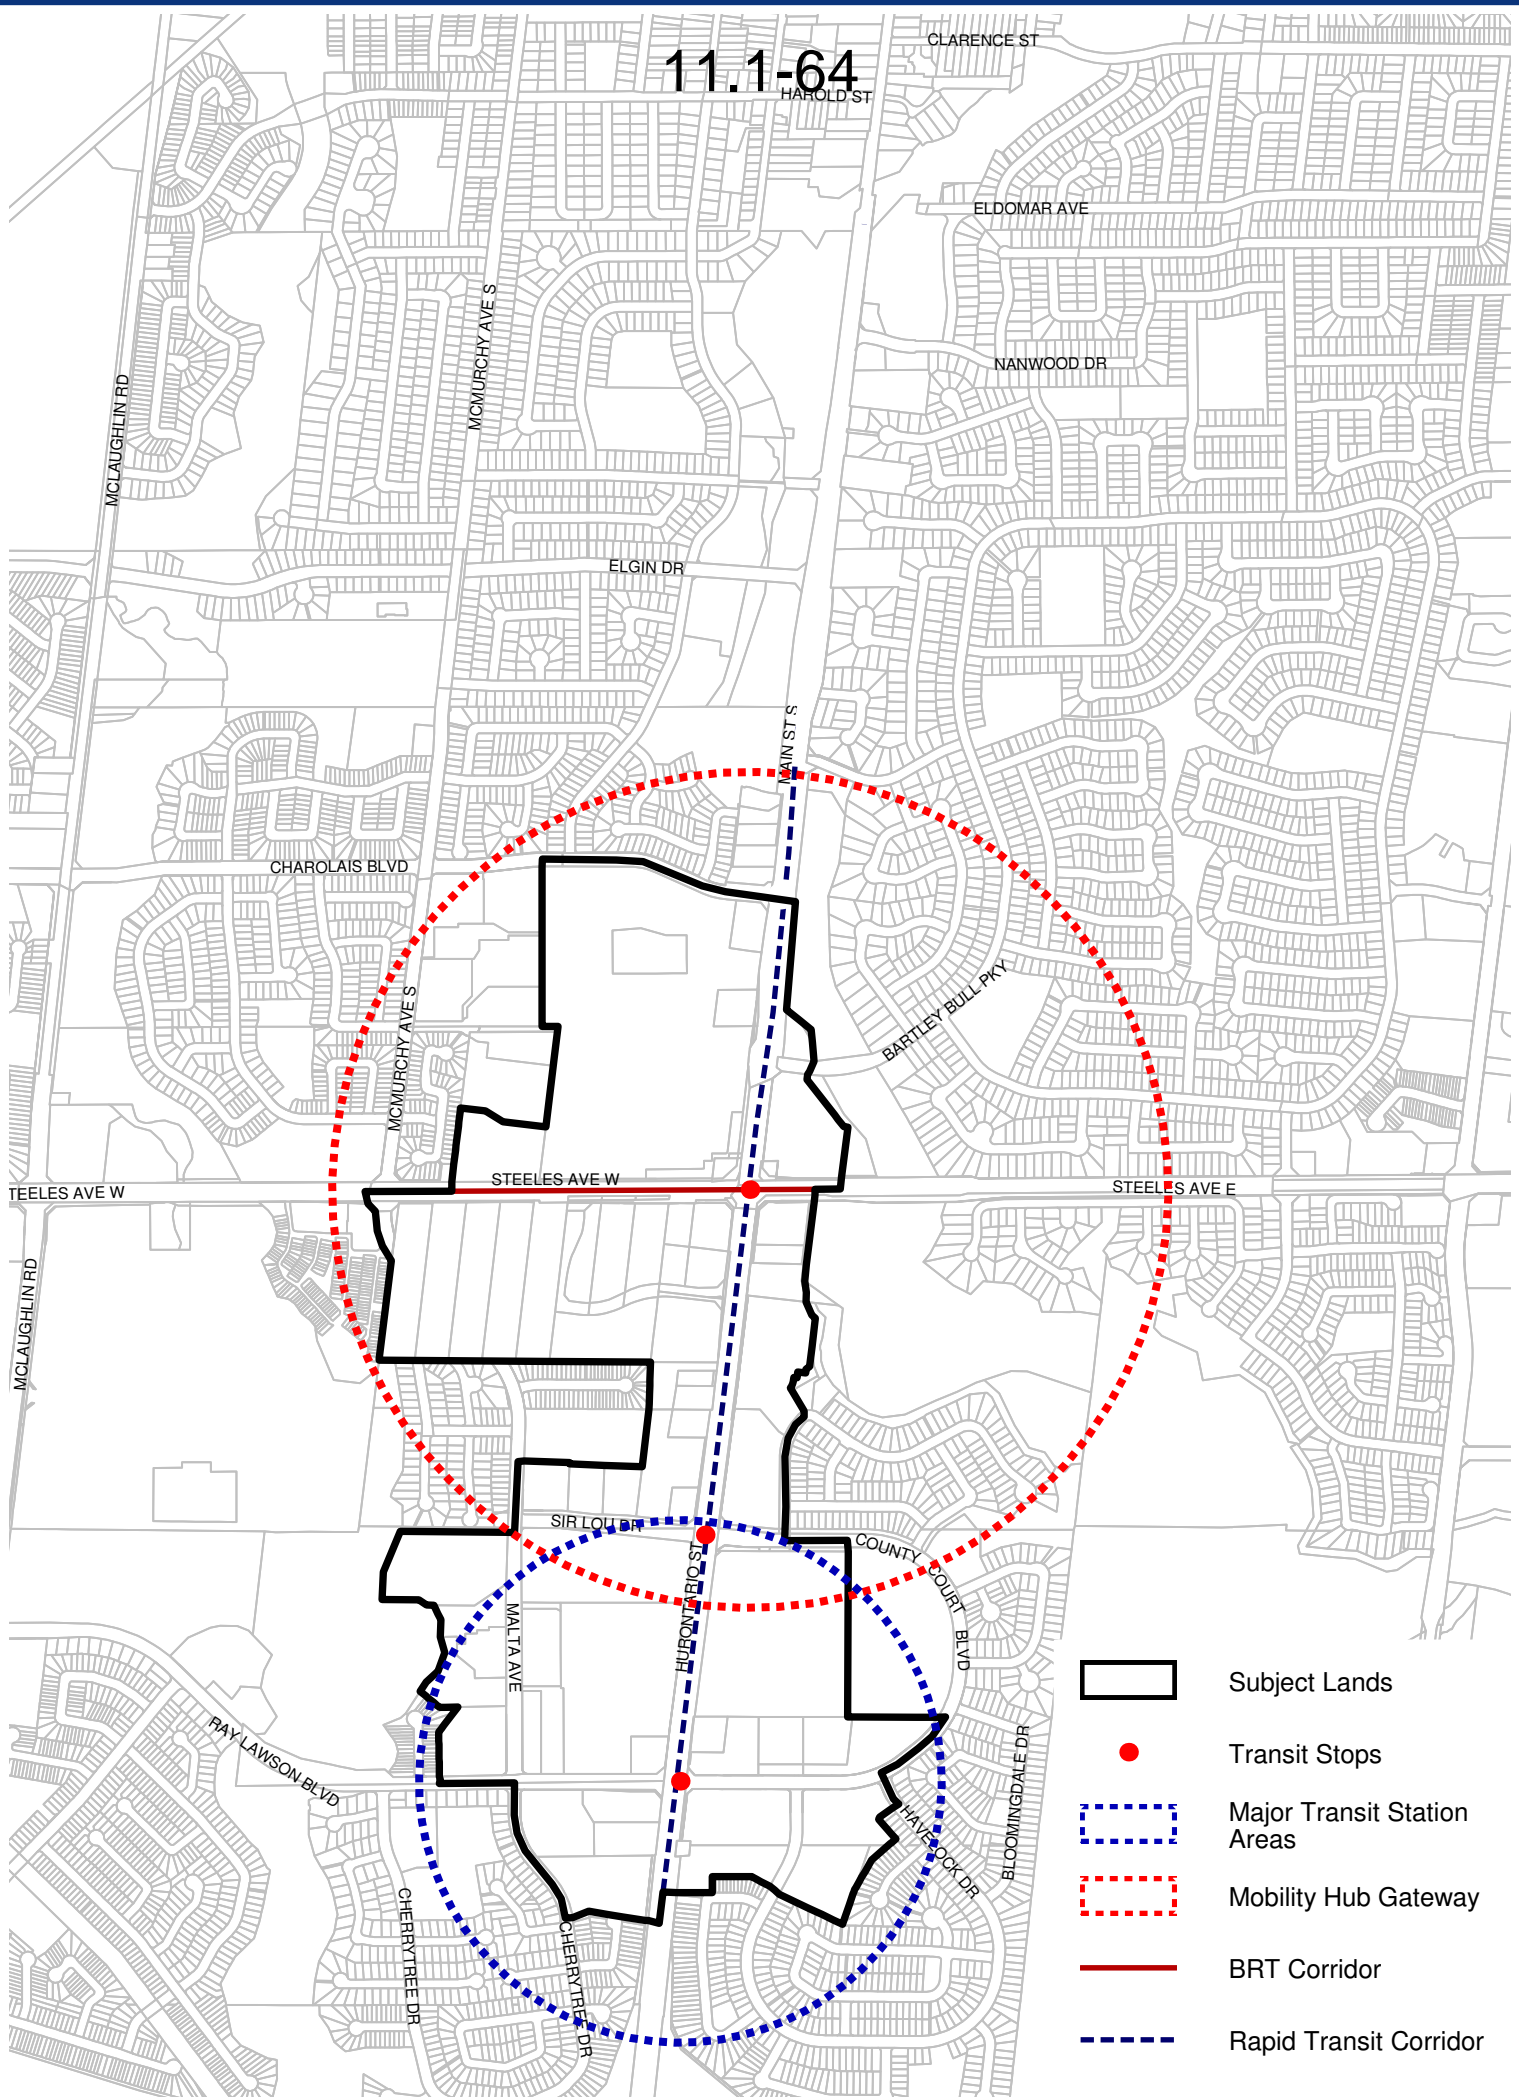 CLARENCE ST
11.1-64
HAROLD ST
ELDOMAR AVE
MCMURCHY AVE S
NANWOOD DR
MCLAUGHLIN RD
ELGIN DR
MAIN ST S
CHAROLAIS BLVD
BARTLEY BULL PKY
MCMURCHY AVE S
STEELES AVE W
TEELES AVE W
STEELES AVE E
MCLAUGHLIN RD
SIR LOU DR
COUNTY COURT BLVD
HURONTARIO ST
MALTA AVE
RAY LAWSON BLVD
BLOOMINGDALE DR
HAVELOCK DR
CHERRYTREE DR
CHERRYTREE DR
Subject Lands
Transit Stops
Major Transit Station
Areas
Mobility Hub Gateway
BRT Corridor
Rapid Transit Corridor